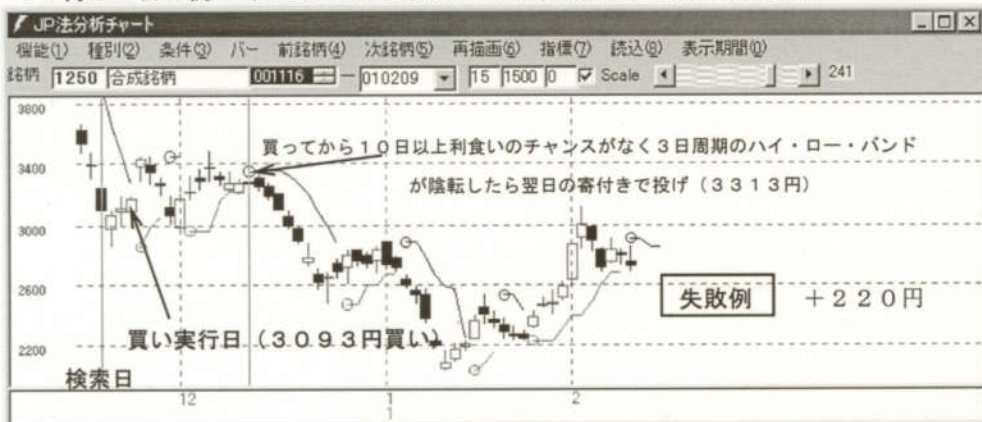 JP法分析チャート
機能(1) 種別(2) 条件(3) バー 前銘柄(4) 次銘柄(5) 再描画(6) 指標(7) 読込(8) 表示期間(0)
銘柄 1250 合成銘柄 001116 ー 010209 15 1500 0 Scale 241
3800
買ってから10日以上利食いのチャンスがなく3日周期のハイ・ロー・バンド
3400
が陰転したら翌日の寄付きで投げ(3313円)
3000
2600
失敗例 +220円
買い実行日(3093円買い)
2200
検索日
12 1 2
1